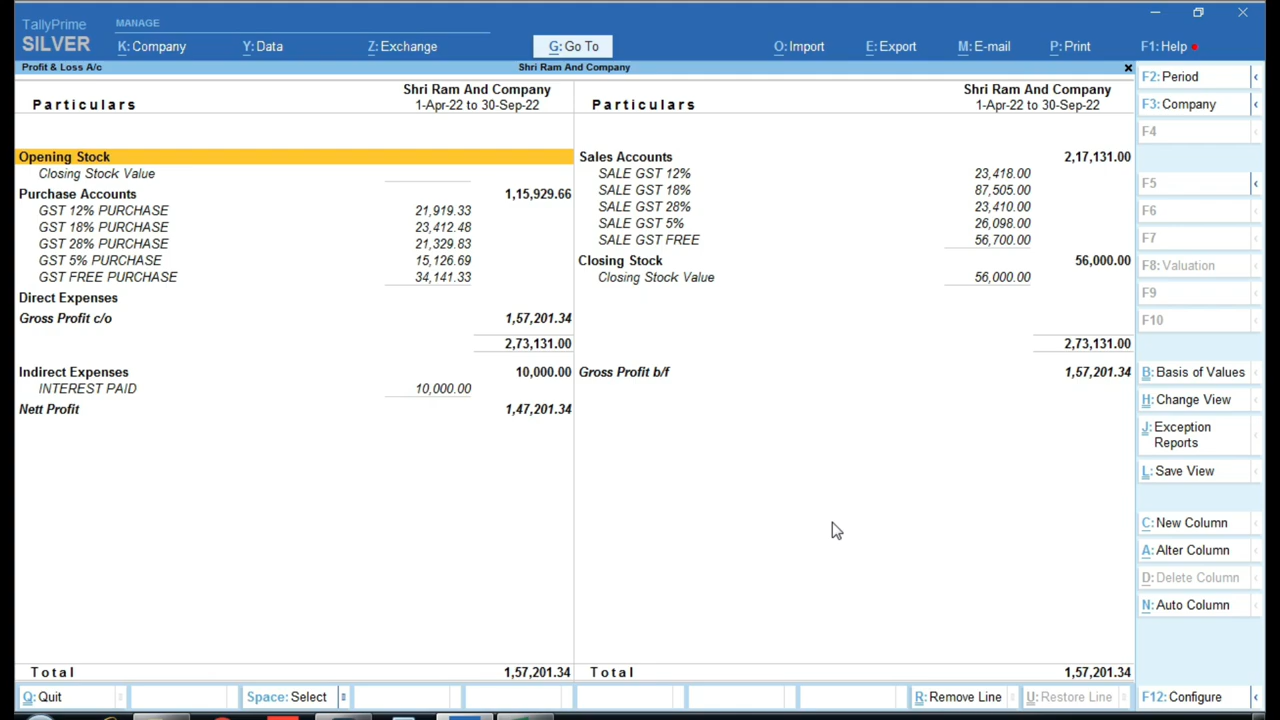 TallyPrime MANAGE
SILVER K: Company Y: Data Z: Exchange G: Go To O: Import E: Export M: E-mail P: Print F1: Help
Profit & Loss A/c Shri Ram And Company
Particulars Shri Ram And Company Particulars Shri Ram And Company
1-Apr-22 to 30-Sep-22 1-Apr-22 to 30-Sep-22
Opening Stock Sales Accounts 2,17,131.00
Closing Stock Value SALE GST 12% 23,418.00
Purchase Accounts 1,15,929.66 SALE GST 18% 87,505.00
GST 12% PURCHASE 21,919.33 SALE GST 28% 23,410.00
GST 18% PURCHASE 23,412.48 SALE GST 5% 26,098.00
GST 28% PURCHASE 21,329.83 SALE GST FREE 56,700.00
GST 5% PURCHASE 15,126.69 Closing Stock 56,000.00
GST FREE PURCHASE 34,141.33 Closing Stock Value 56,000.00
Direct Expenses
Gross Profit c/o 1,57,201.34
2,73,131.00 2,73,131.00
Indirect Expenses 10,000.00 Gross Profit b/f 1,57,201.34
INTEREST PAID 10,000.00
Nett Profit 1,47,201.34
Total 1,57,201.34 Total 1,57,201.34
F2: Period
F3: Company
F4
F5
F6
F7
F8: Valuation
F9
F10
B: Basis of Values
H: Change View
J: Exception
Reports
L: Save View
C: New Column
A: Alter Column
D: Delete Column
N: Auto Column
Q: Quit Space: Select R: Remove Line U: Restore Line F12: Configure